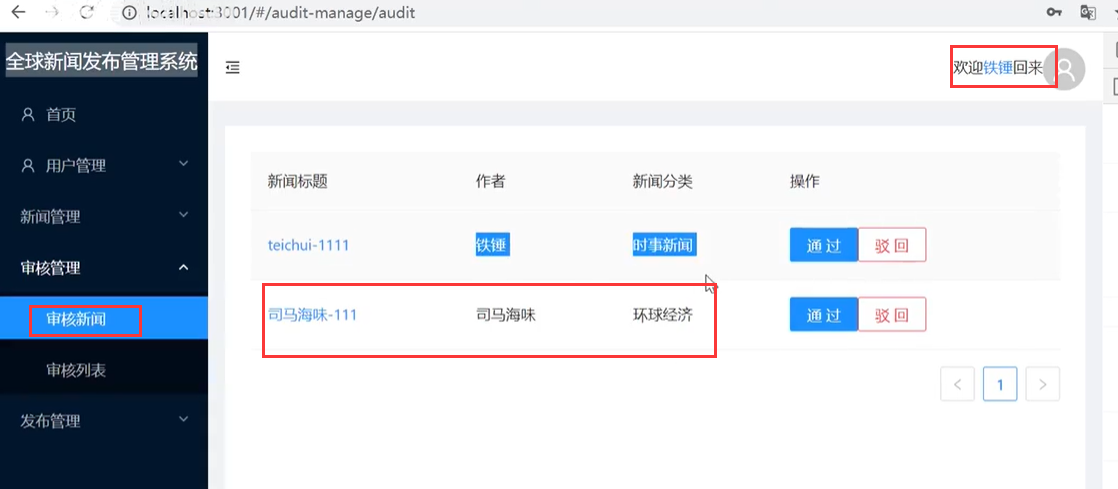 localhost:3001/#/audit-manage/audit
全球新闻发布管理系统
欢迎铁锤回来
首页
用户管理
新闻管理
审核管理
审核新闻
审核列表
发布管理
新闻标题 作者 新闻分类 操作
teichui-1111 铁锤 时事新闻 通过 驳回
司马海味-111 司马海味 环球经济 通过 驳回
< 1 >